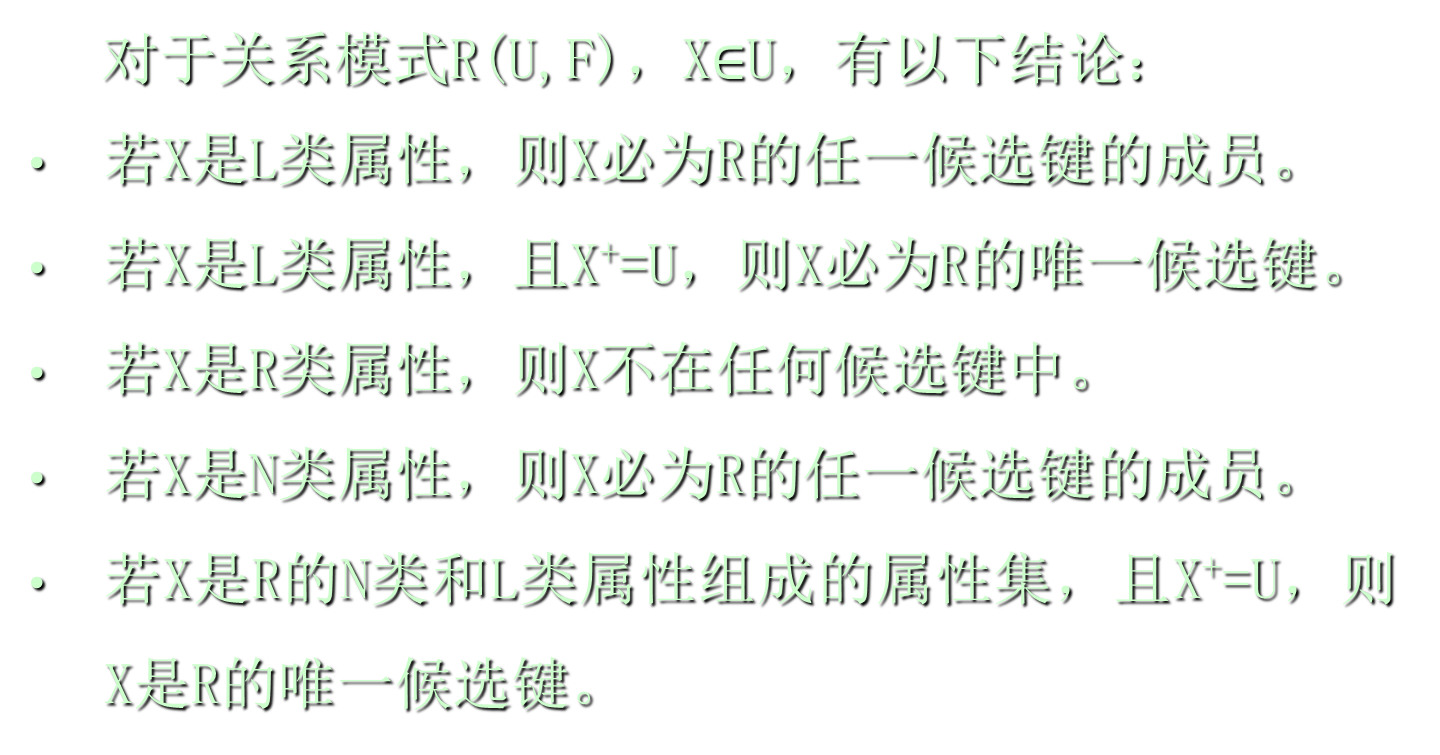 对于关系模式R(U,F)，X∈U，有以下结论：
• 若X是L类属性，则X必为R的任一候选键的成员。
• 若X是L类属性，且X⁺=U，则X必为R的唯一候选键。
• 若X是R类属性，则X不在任何候选键中。
• 若X是N类属性，则X必为R的任一候选键的成员。
• 若X是R的N类和L类属性组成的属性集，且X⁺=U，则
X是R的唯一候选键。